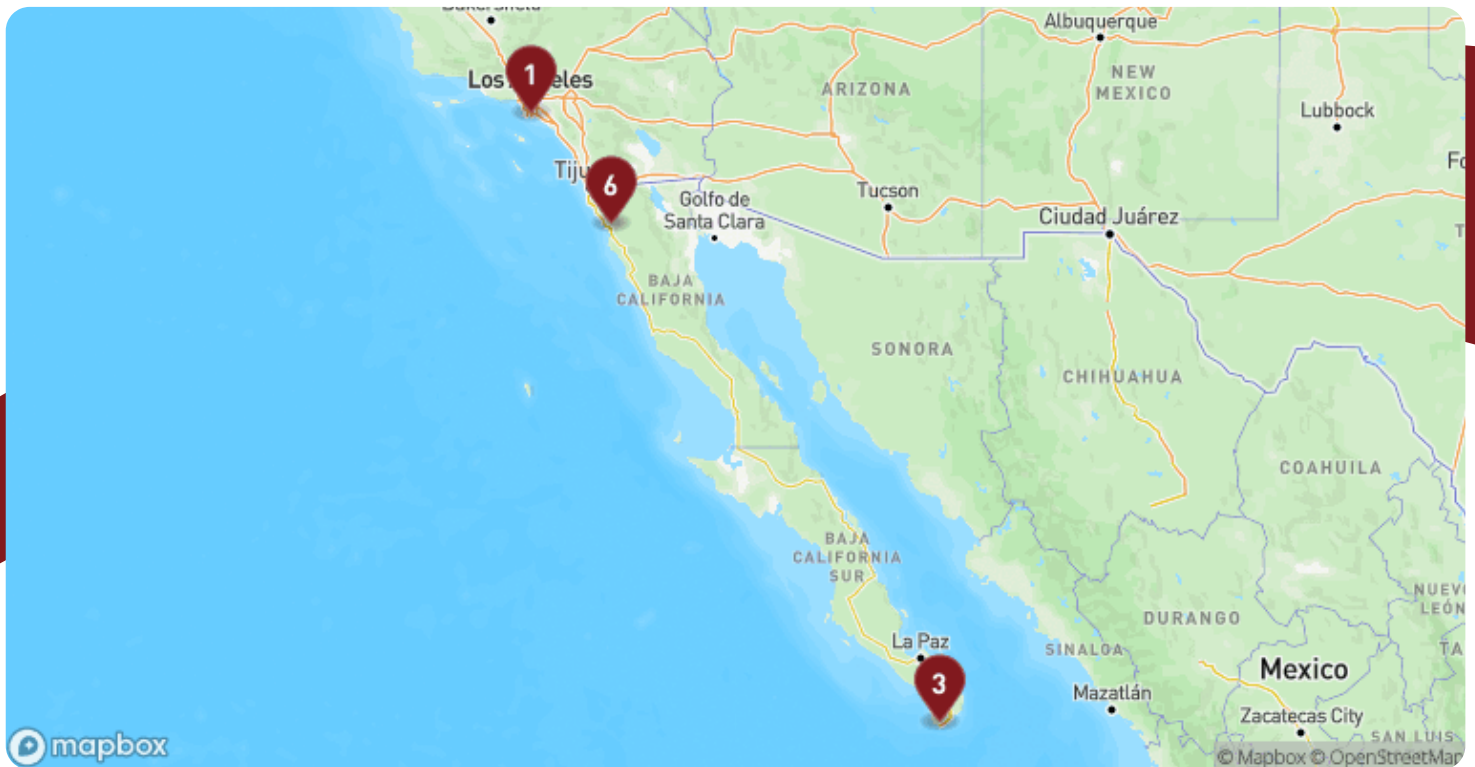 Albuquerque
1
Los
eles
NEW
MEXICO
ARIZONA
Lubbock
6
Tucson
Golfo de
Santa Clara
Ciudad Juárez
BAJA
CALIFORNIA
SONORA
CHIHUAHUA
COAHUILA
BAJA
CALIFORNIA
SUR
DURANGO
La Paz
SINALOA
Mexico
3
Mazatlán
Zacatecas City
SAN LUIS
mapbox
© Mapbox © OpenStreetMap